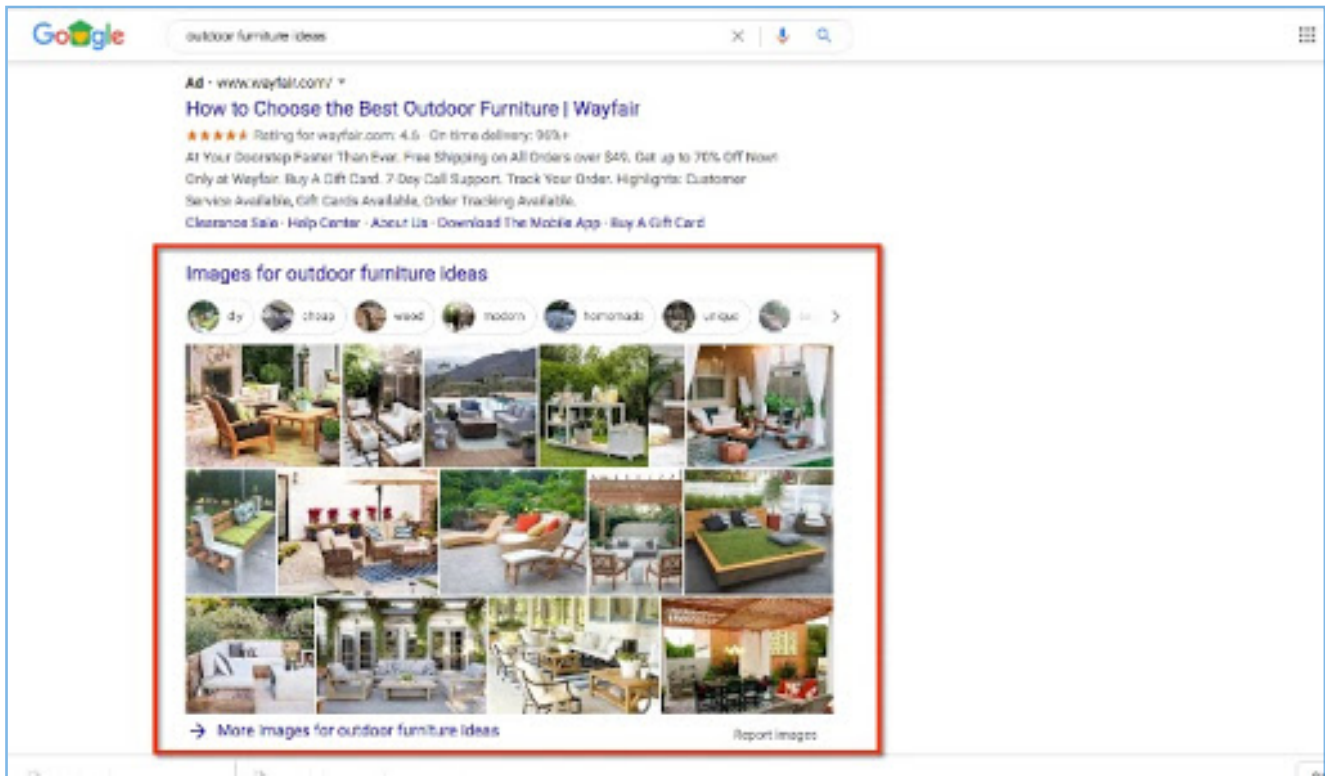 Google
outdoor furniture ideas
Ad · www.wayfair.com/
How to Choose the Best Outdoor Furniture | Wayfair
Rating for wayfair.com: 4.6 · On time delivery: 96%+
At Your Doorstep Faster Than Ever. Free Shipping on All Orders over $49. Get up to 70% Off Now!
Only at Wayfair. Buy A Gift Card. 7-Day Call Support. Track Your Order. Highlights: Customer
Service Available, Gift Cards Available, Order Tracking Available.
Clearance Sale · Help Center · About Us · Download The Mobile App · Buy A Gift Card
Images for outdoor furniture ideas
diy cheap wood modern homemade unique
More images for outdoor furniture ideas
Report images